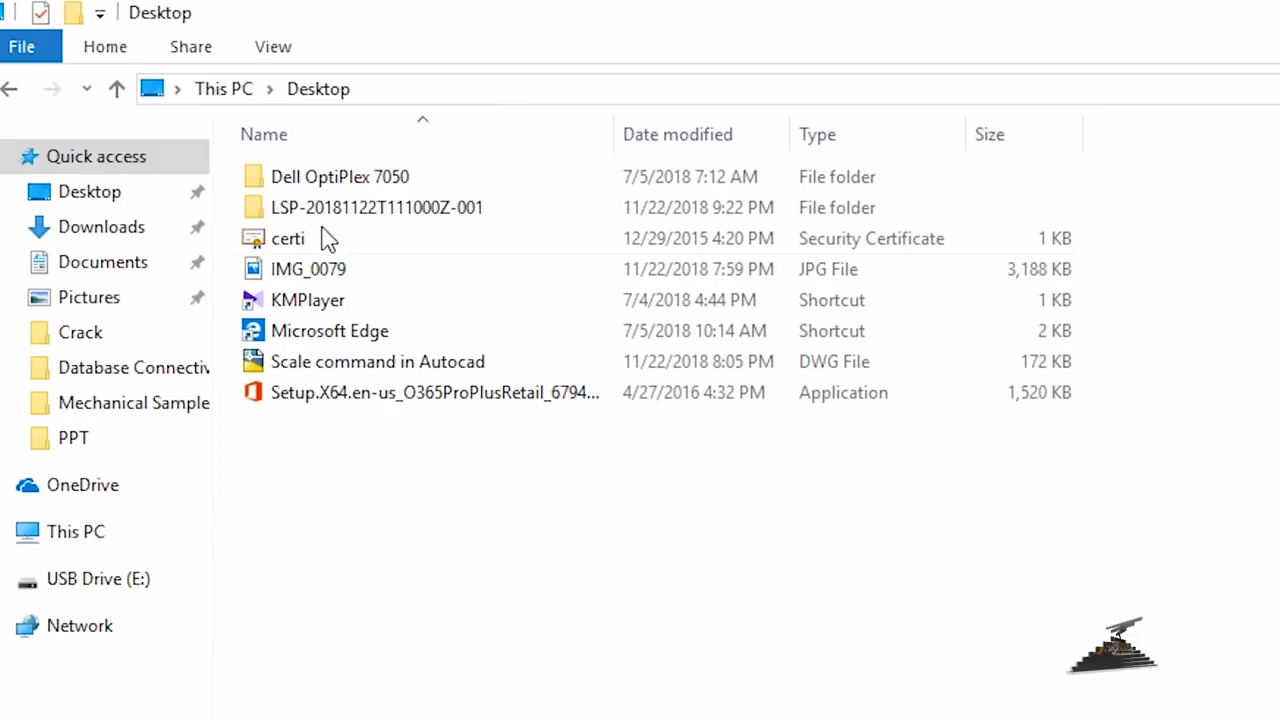 Desktop
File Home Share View
This PC > Desktop
Name Date modified Type Size
Quick access
Desktop
Downloads
Documents
Pictures
Crack
Database Connectiv
Mechanical Sample
PPT
OneDrive
This PC
USB Drive (E:)
Network
Dell OptiPlex 7050 7/5/2018 7:12 AM File folder
LSP-20181122T111000Z-001 11/22/2018 9:22 PM File folder
certi 12/29/2015 4:20 PM Security Certificate 1 KB
IMG_0079 11/22/2018 7:59 PM JPG File 3,188 KB
KMPlayer 7/4/2018 4:44 PM Shortcut 1 KB
Microsoft Edge 7/5/2018 10:14 AM Shortcut 2 KB
Scale command in Autocad 11/22/2018 8:05 PM DWG File 172 KB
Setup.X64.en-us_O365ProPlusRetail_6794... 4/27/2016 4:32 PM Application 1,520 KB